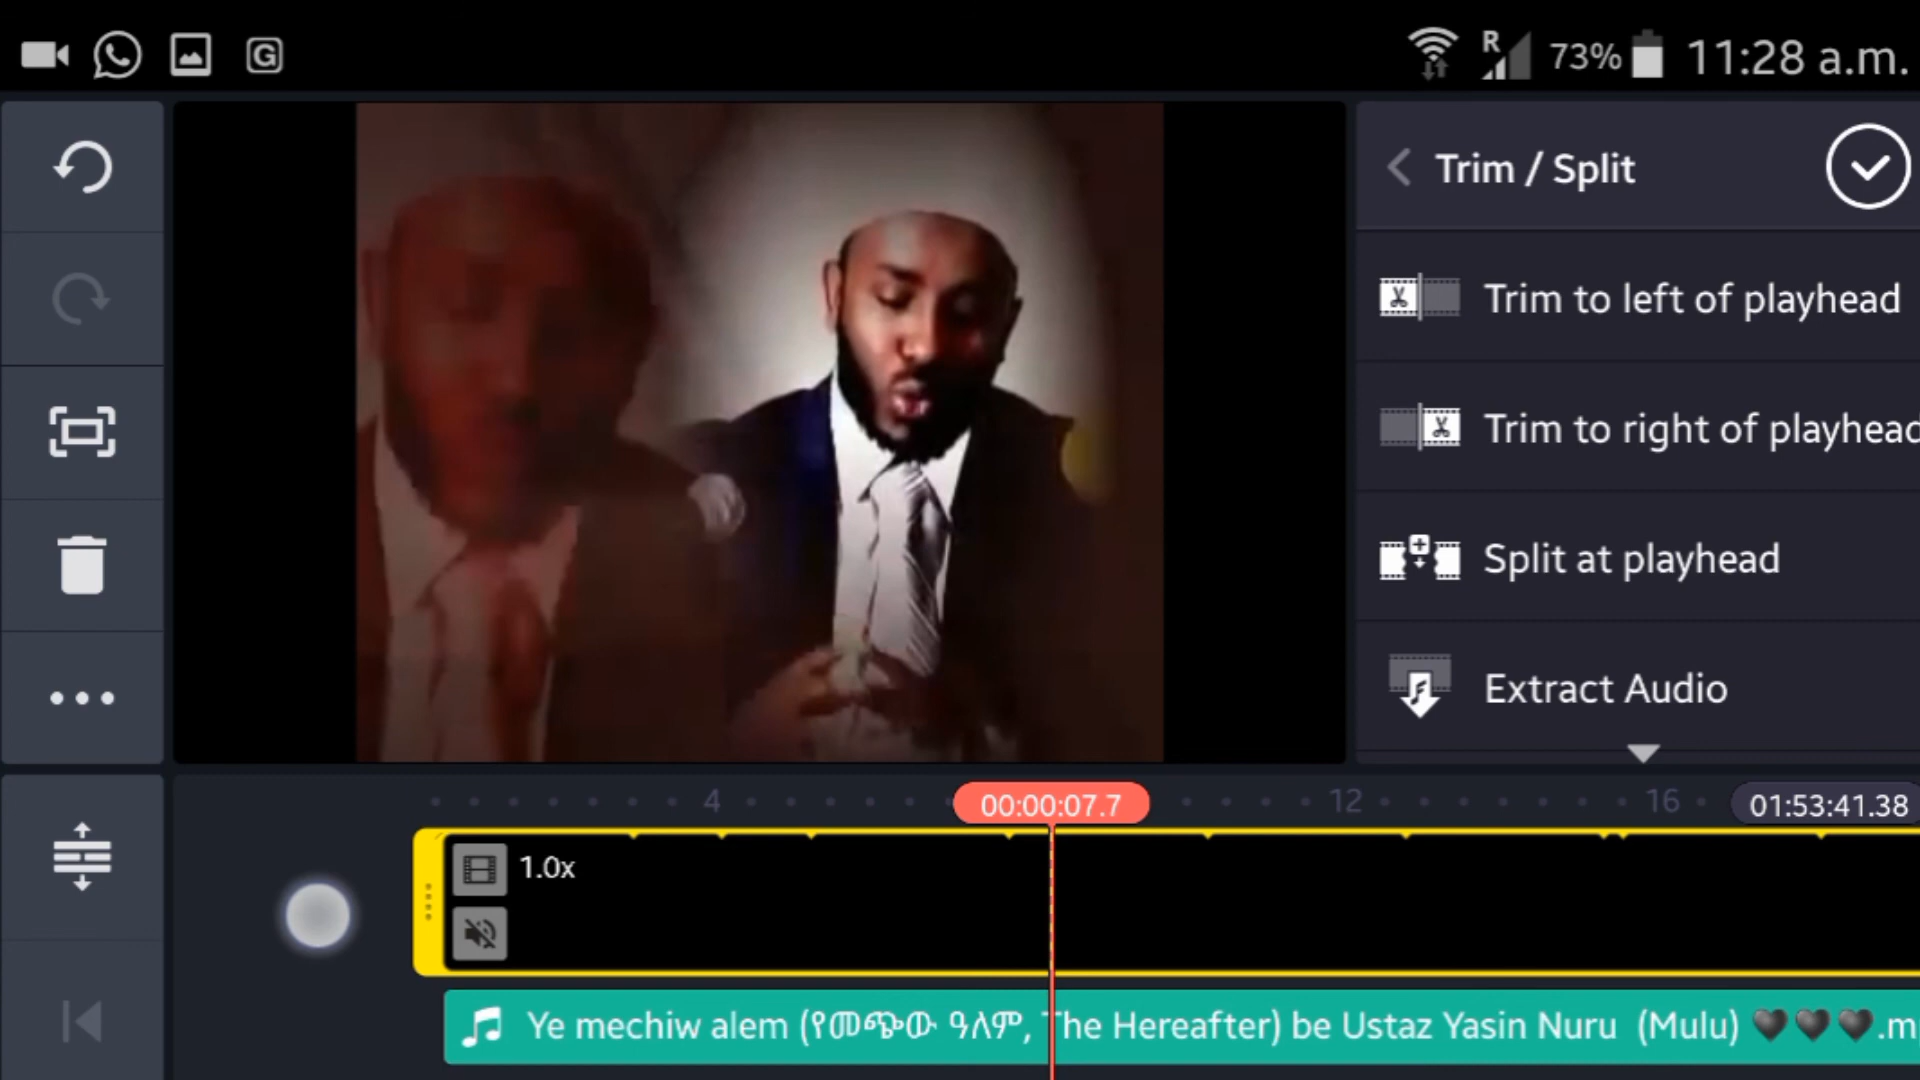 G
R 73% 11:28 a.m.
Trim / Split
Trim to left of playhead
Trim to right of playhead
Split at playhead
Extract Audio
4 00:00:07.7 12 16 01:53:41.38
1.0x
Ye mechiw alem (የመጭው ዓለም, The Hereafter) be Ustaz Yasin Nuru (Mulu) 🖤🖤🖤.m